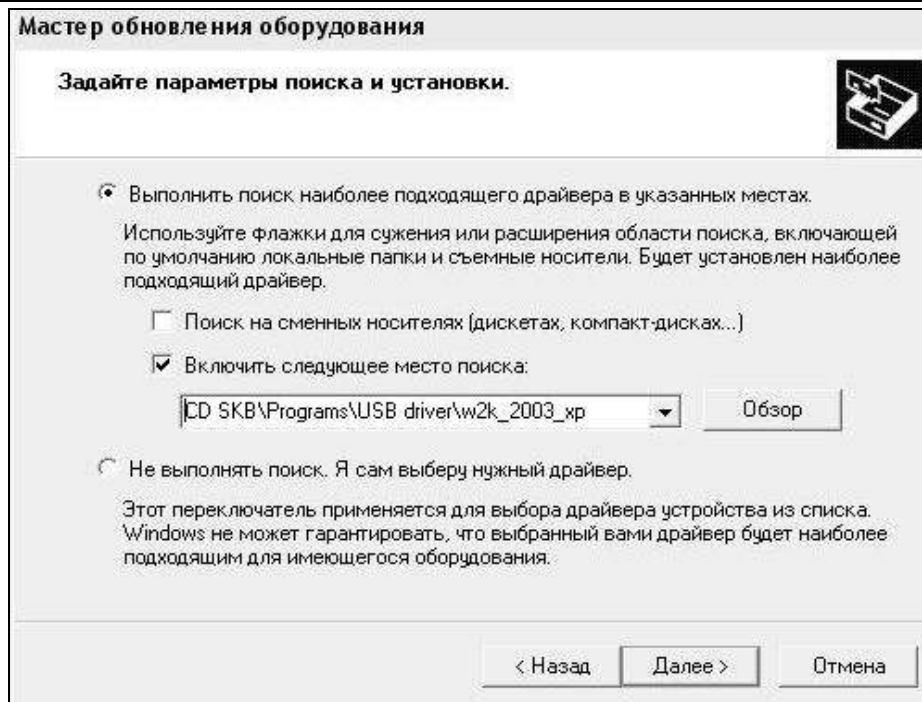 Мастер обновления оборудования
Задайте параметры поиска и установки.
Выполнить поиск наиболее подходящего драйвера в указанных местах.
Используйте флажки для сужения или расширения области поиска, включающей
по умолчанию локальные папки и съемные носители. Будет установлен наиболее
подходящий драйвер.
Поиск на сменных носителях (дискетах, компакт-дисках...)
Включить следующее место поиска:
CD SKB\Programs\USB driver\w2k_2003_xp
Обзор
Не выполнять поиск. Я сам выберу нужный драйвер.
Этот переключатель применяется для выбора драйвера устройства из списка.
Windows не может гарантировать, что выбранный вами драйвер будет наиболее
подходящим для имеющегося оборудования.
< Назад Далее > Отмена